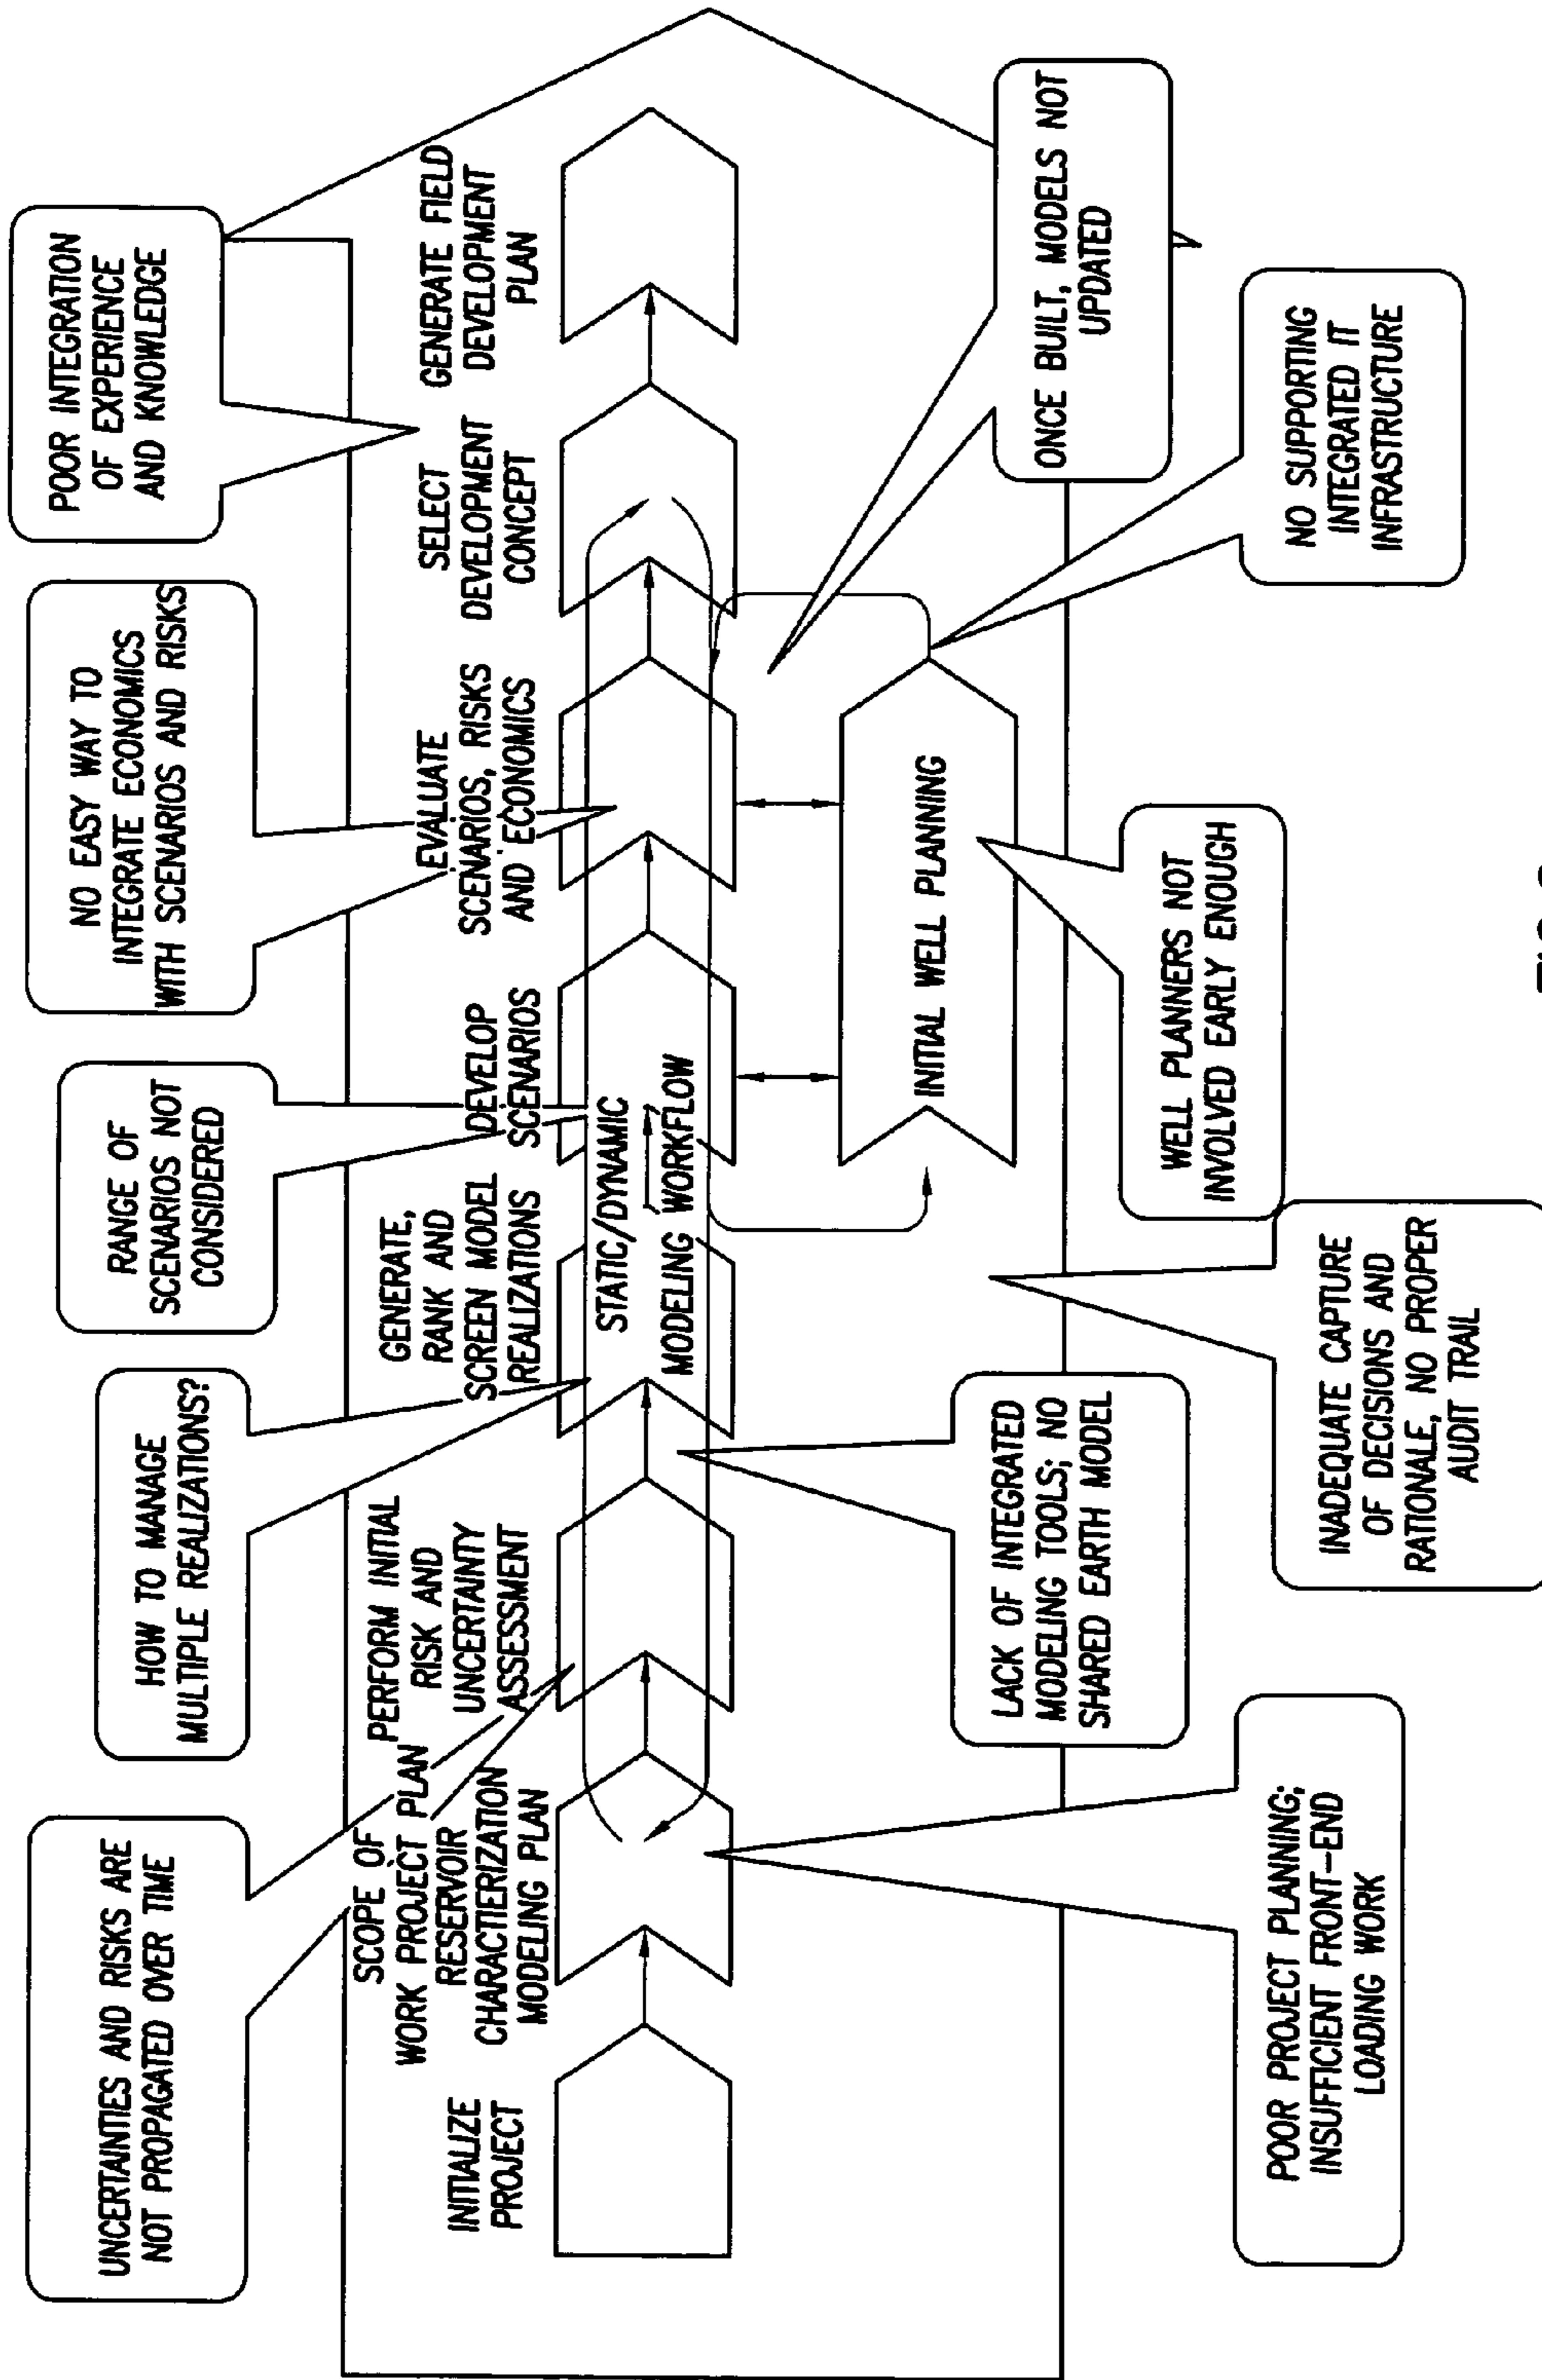 UNCERTAINTIES AND RISKS ARE
NOT PROPAGATED OVER TIME
HOW TO MANAGE
MULTIPLE REALIZATIONS?
RANGE OF
SCENARIOS NOT
CONSIDERED
NO EASY WAY TO
INTEGRATE ECONOMICS
WITH SCENARIOS AND RISKS
POOR INTEGRATION
OF EXPERIENCE
AND KNOWLEDGE
INITIALIZE
PROJECT
SCOPE OF
WORK PROJECT PLAN
RESERVOIR
CHARACTIERIZATION
MODELING PLAN
PERFORM INITIAL
RISK AND
UNCERTAINTY
ASSESSMENT
GENERATE,
RANK AND
SCREEN MODEL
REALIZATIONS
DEVELOP
SCENARIOS
EVALUATE
SCENARIOS, RISKS
AND ECONOMICS
SELECT
DEVELOPMENT
CONCEPT
GENERATE FIELD
DEVELOPMENT
PLAN
STATIC/DYNAMIC
MODELING WORKFLOW
INITIAL WELL PLANNING
POOR PROJECT PLANNING;
INSUFFICIENT FRONT-END
LOADING WORK
LACK OF INTEGRATED
MODELING TOOLS; NO
SHARED EARTH MODEL
INADEQUATE CAPTURE
OF DECISIONS AND
RATIONALE, NO PROPER
AUDIT TRAIL
WELL PLANNERS NOT
INVOLVED EARLY ENOUGH
NO SUPPORTING
INTEGRATED IT
INFRASTRUCTURE
ONCE BUILT, MODELS NOT
UPDATED